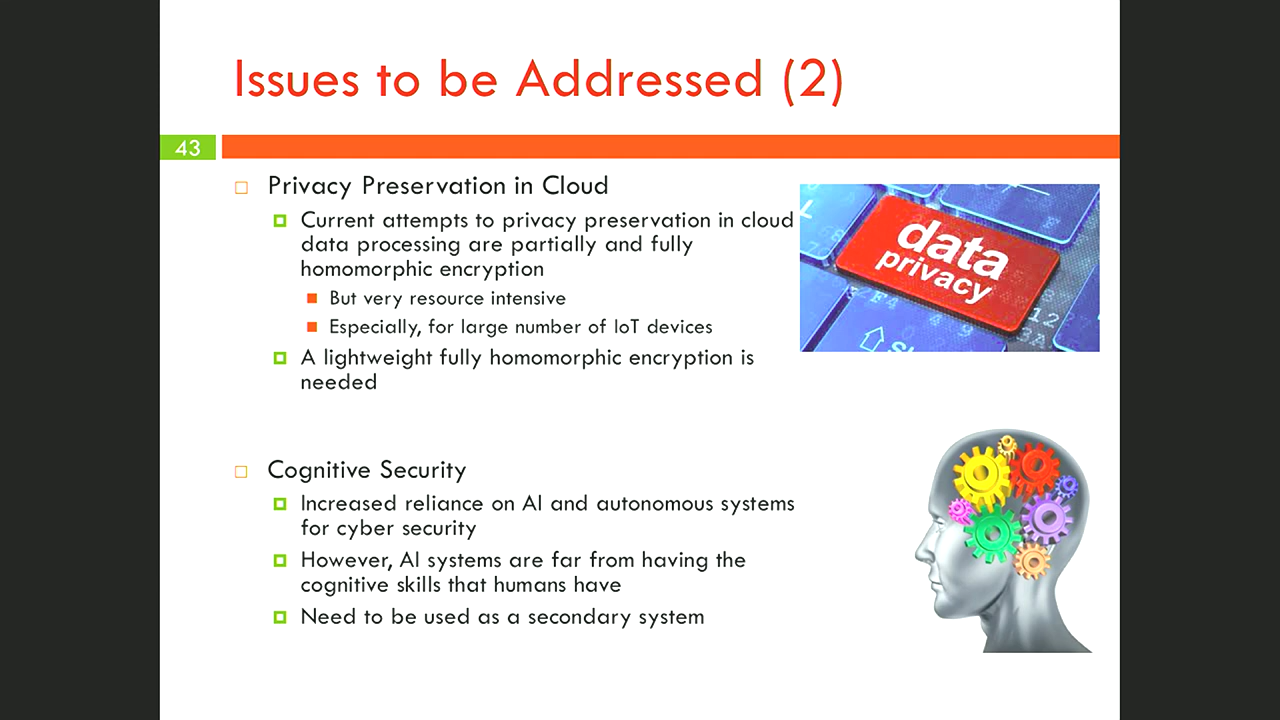 Issues to be Addressed (2)
43
Privacy Preservation in Cloud
Current attempts to privacy preservation in cloud
data processing are partially and fully
homomorphic encryption
But very resource intensive
Especially, for large number of IoT devices
A lightweight fully homomorphic encryption is
needed
data
privacy
Cognitive Security
Increased reliance on AI and autonomous systems
for cyber security
However, AI systems are far from having the
cognitive skills that humans have
Need to be used as a secondary system